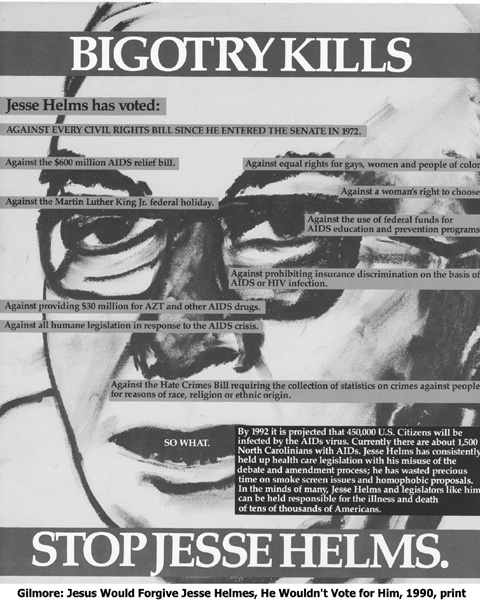 BIGOTRY KILLS
Jesse Helms has voted:
AGAINST EVERY CIVIL RIGHTS BILL SINCE HE ENTERED THE SENATE IN 1972.
Against the $600 million AIDS relief bill.
Against equal rights for gays, women and people of color
Against a woman's right to choose
Against the Martin Luther King Jr. federal holiday.
Against the use of federal funds for
AIDS education and prevention programs
Against prohibiting insurance discrimination on the basis of
AIDS or HIV infection.
Against providing $30 million for AZT and other AIDS drugs.
Against all humane legislation in response to the AIDS crisis.
Against the Hate Crimes Bill requiring the collection of statistics on crimes against people
for reasons of race, religion or ethnic origin.
SO WHAT.
By 1992 it is projected that 450,000 U.S. Citizens will be
infected by the AIDs virus. Currently there are about 1,500
North Carolinians with AIDs. Jesse Helms has consistently
held up health care legislation with his misuse of the
debate and amendment process; he has wasted precious
time on smoke screen issues and homophobic proposals.
In the minds of many, Jesse Helms and legislators like him
can be held responsible for the illness and death
of tens of thousands of Americans.
STOP JESSE HELMS.
Gilmore: Jesus Would Forgive Jesse Helmes, He Wouldn't Vote for Him, 1990, print